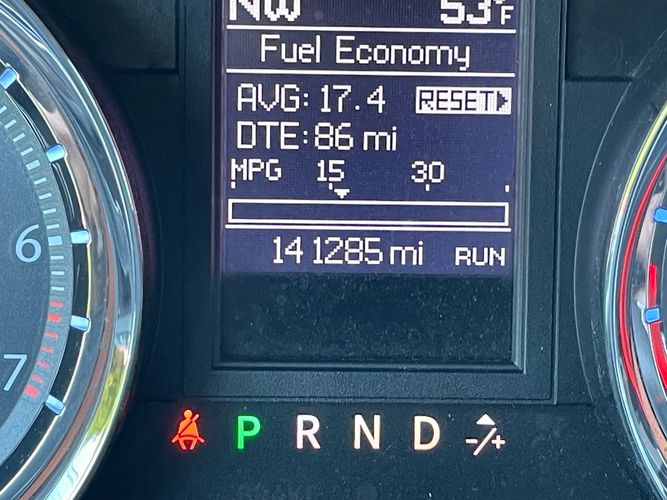 NW 53°F
Fuel Economy
AVG: 17.4 RESET
DTE: 86 mi
MPG 15 30
141285 mi RUN
6
7
P R N D -/+